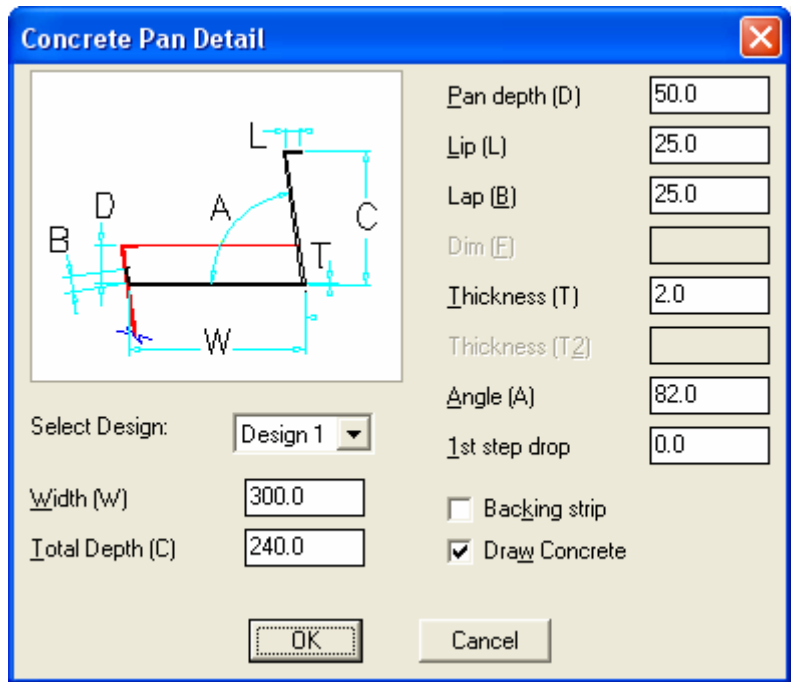 Concrete Pan Detail
L
D
A
C
B
T
W
Select Design:
Design 1
Width (W)
300.0
Total Depth (C)
240.0
Pan depth (D)
50.0
Lip (L)
25.0
Lap (B)
25.0
Dim (F)
Thickness (T)
2.0
Thickness (T2)
Angle (A)
82.0
1st step drop
0.0
Backing strip
Draw Concrete
OK
Cancel